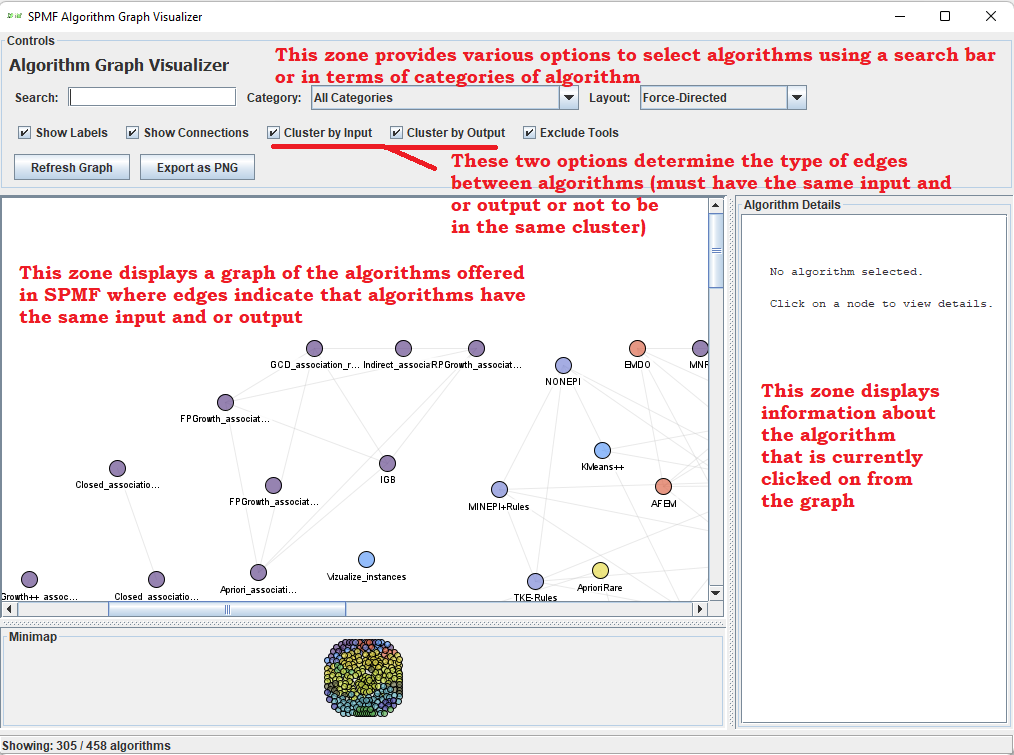 SPMF Algorithm Graph Visualizer
Controls
Algorithm Graph Visualizer
This zone provides various options to select algorithms using a search bar
or in terms of categories of algorithm
Search:
Category:
All Categories
Layout:
Force-Directed
Show Labels
Show Connections
Cluster by Input
Cluster by Output
Exclude Tools
Refresh Graph
Export as PNG
These two options determine the type of edges
between algorithms (must have the same input and
or output or not to be
in the same cluster)
This zone displays a graph of the algorithms offered
in SPMF where edges indicate that algorithms have
the same input and or output
GCD_association_r...
Indirect_associa
RPGrowth_associat...
NONEPI
EMDO
MNR
FPGrowth_associat...
KMeans++
Closed_associatio...
IGB
FPGrowth_associat...
MINEPI+Rules
AFEM
Vizualize_instances
Apriori_associati...
TKE-Rules
AprioriRare
Growth++_assoc...
Closed_associatio...
Algorithm Details
No algorithm selected.
Click on a node to view details.
This zone displays
information about
the algorithm
that is currently
clicked on from
the graph
Minimap
Showing: 305 / 458 algorithms